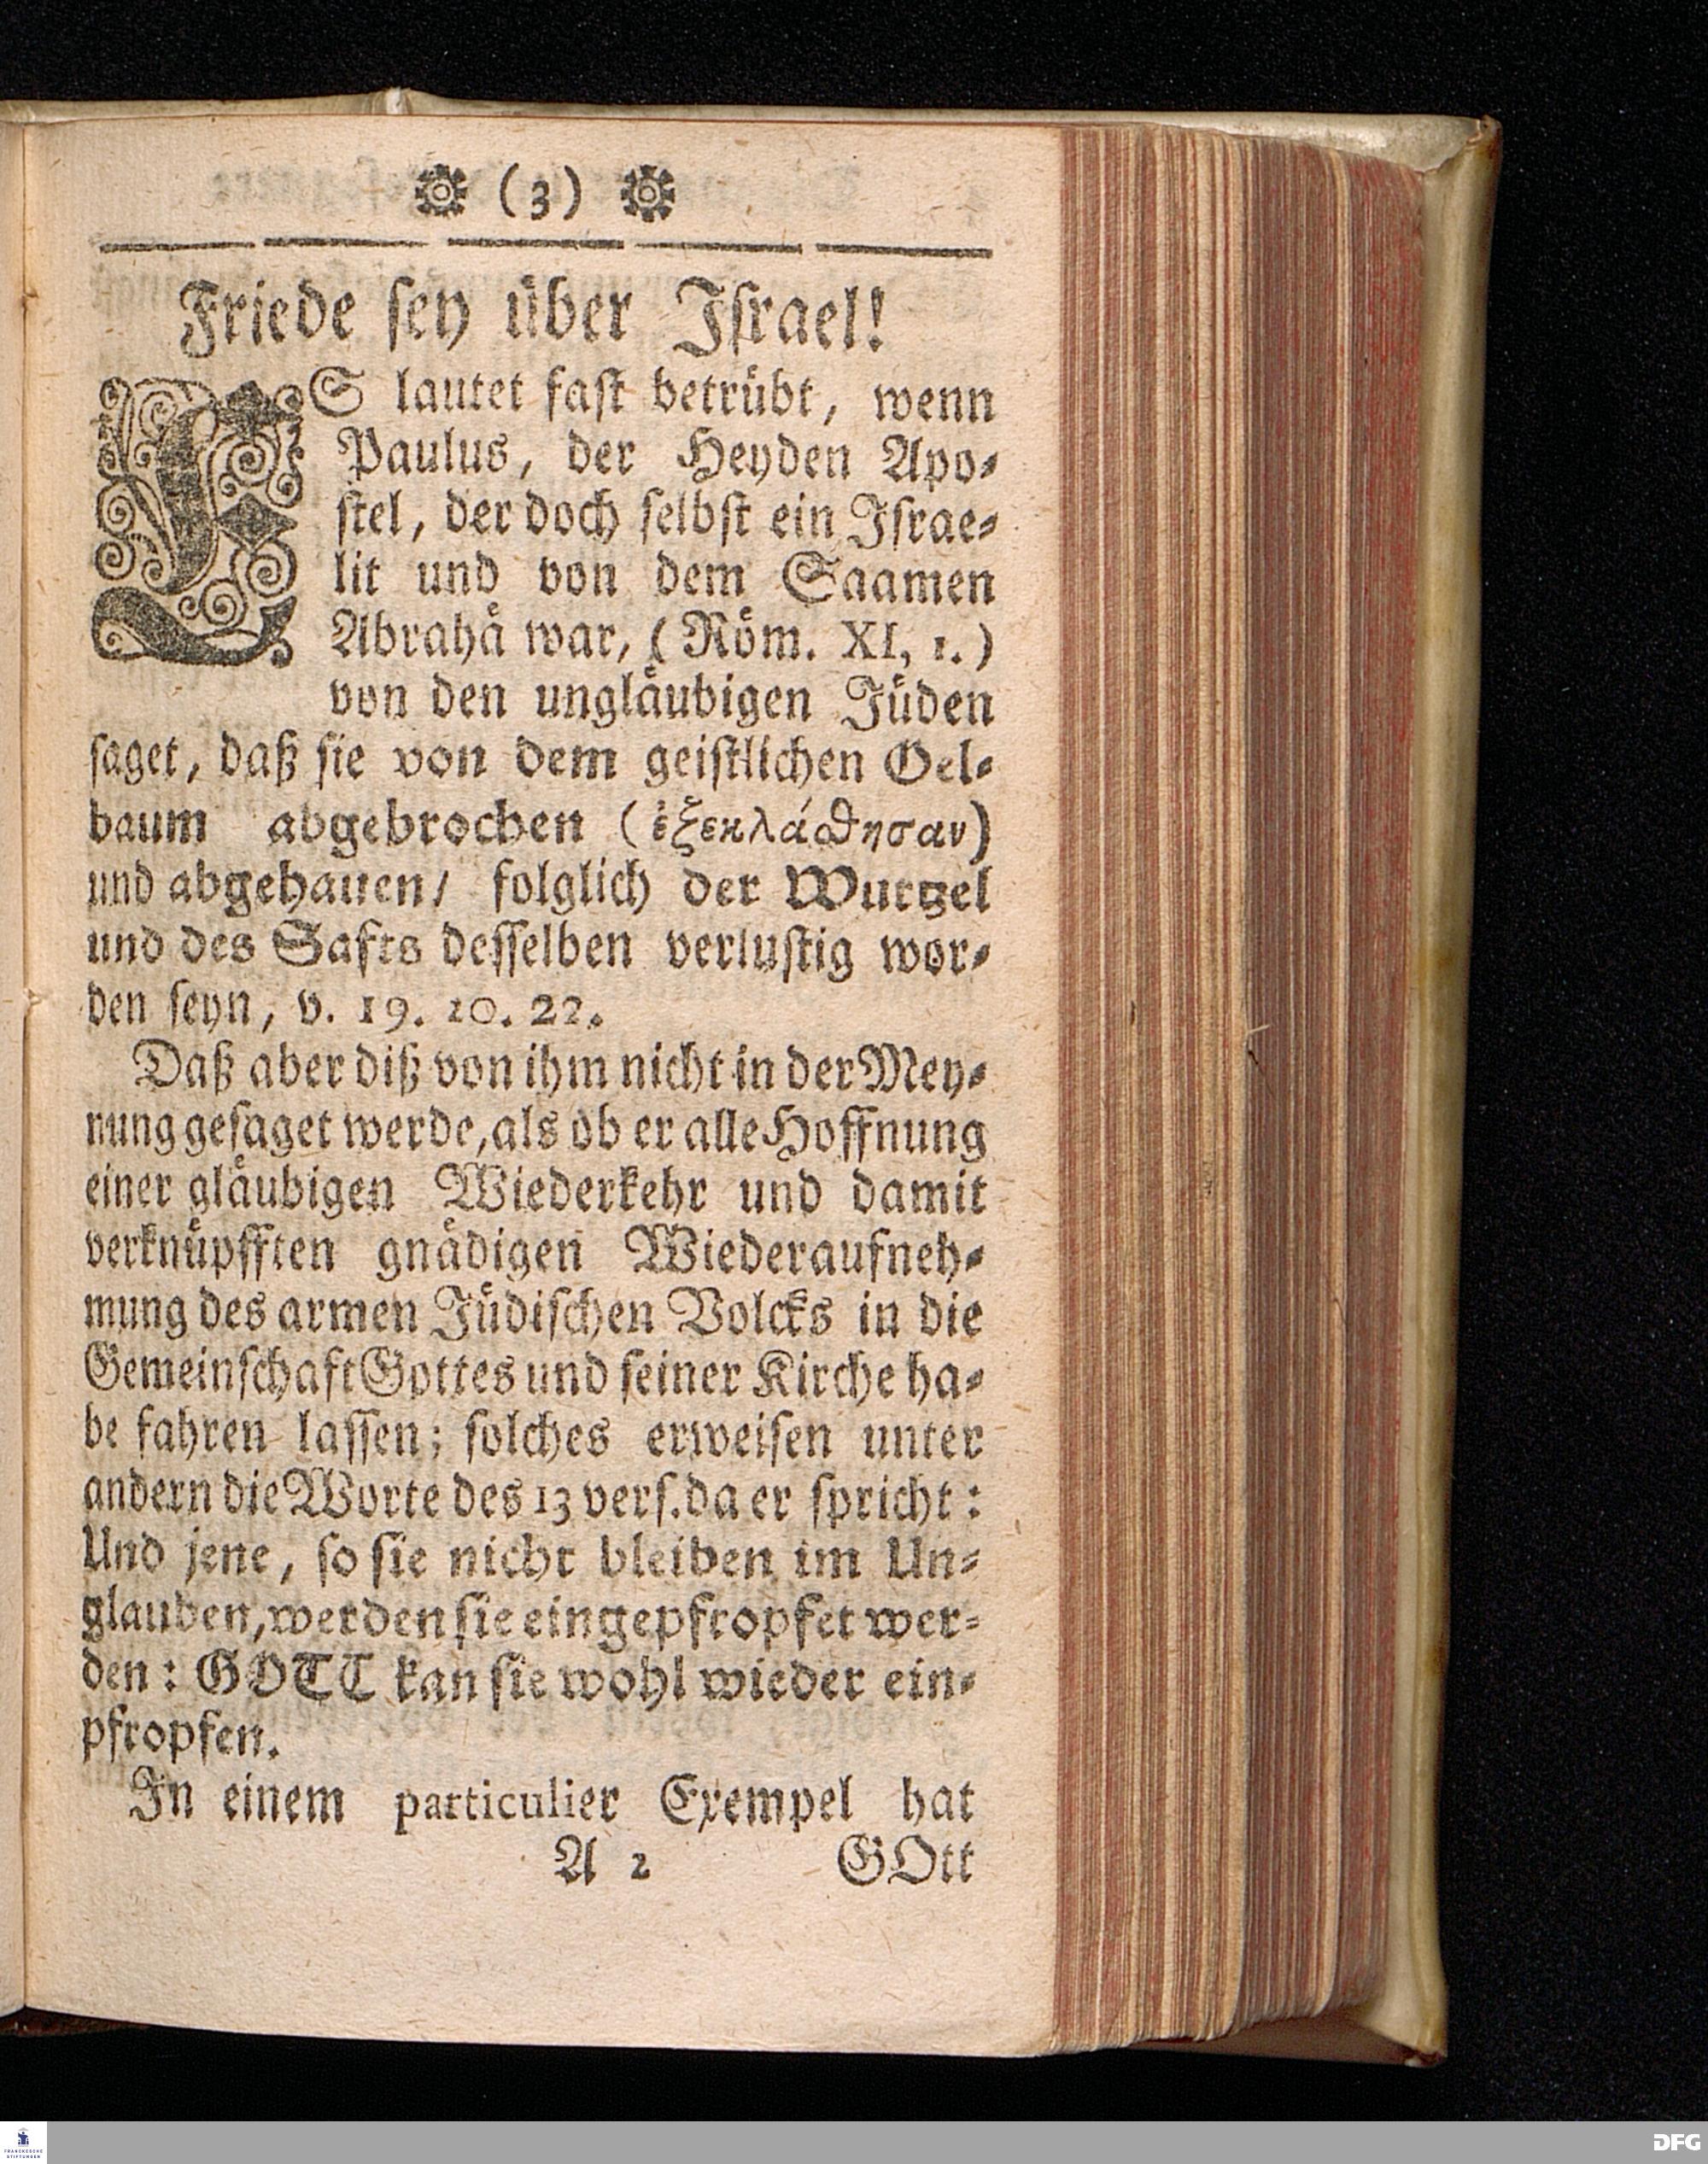 (3)
Friede sey über Israel!
ES lautet fast betrübt, wenn
Paulus, der Heyden Apo-
stel, der doch selbst ein Israe-
lit und von dem Saamen
Abrahä war, (Röm. XI, 1.)
von den ungläubigen Jüden
saget, daß sie von dem geistlichen Oel-
baum abgebrochen (ἐξεκλάσθησαν)
und abgehauen/ folglich der Wurtzel
und des Safts desselben verlustig wor-
den seyn, v. 19. 20. 22.
Daß aber diß von ihm nicht in der Mey-
nung gesaget werde, als ob er alle Hoffnung
einer gläubigen Wiederkehr und damit
verknüpfften gnädigen Wiederaufneh-
mung des armen Jüdischen Volcks in die
Gemeinschaft Gottes und seiner Kirche ha-
be fahren lassen; solches erweisen unter
andern die Worte des 13 vers. da er spricht:
Und jene, so sie nicht bleiben im Un-
glauben, werden sie eingepfropfet wer-
den: GOTT kan sie wohl wieder ein-
pfropfen.
In einem particulier Exempel hat
A 2 GOtt
FRANCKESCHE
STIFTUNGEN
DFG